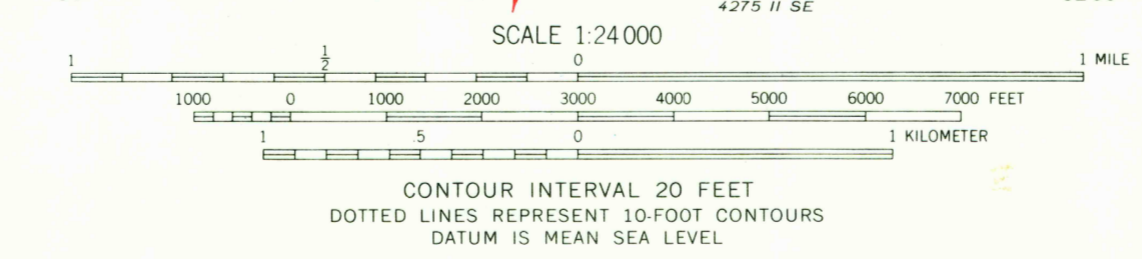 4275 II SE
SCALE 1:24 000
1 1/2 0 1 MILE
1000 0 1000 2000 3000 4000 5000 6000 7000 FEET
1 .5 0 1 KILOMETER
CONTOUR INTERVAL 20 FEET
DOTTED LINES REPRESENT 10-FOOT CONTOURS
DATUM IS MEAN SEA LEVEL